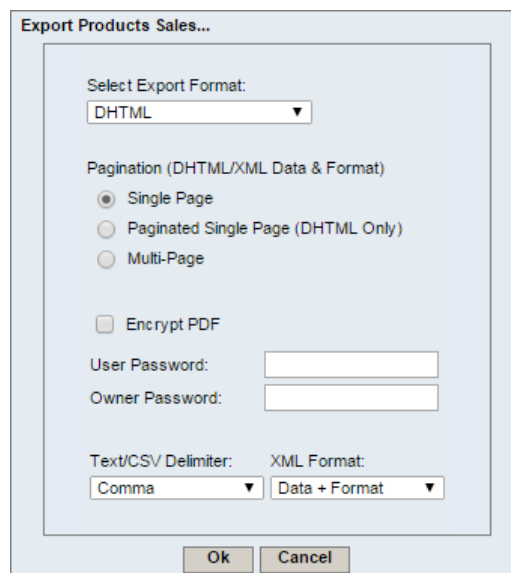 Export Products Sales...
Select Export Format:
DHTML
Pagination (DHTML/XML Data & Format)
Single Page
Paginated Single Page (DHTML Only)
Multi-Page
Encrypt PDF
User Password:
Owner Password:
Text/CSV Delimiter: XML Format:
Comma Data + Format
Ok Cancel